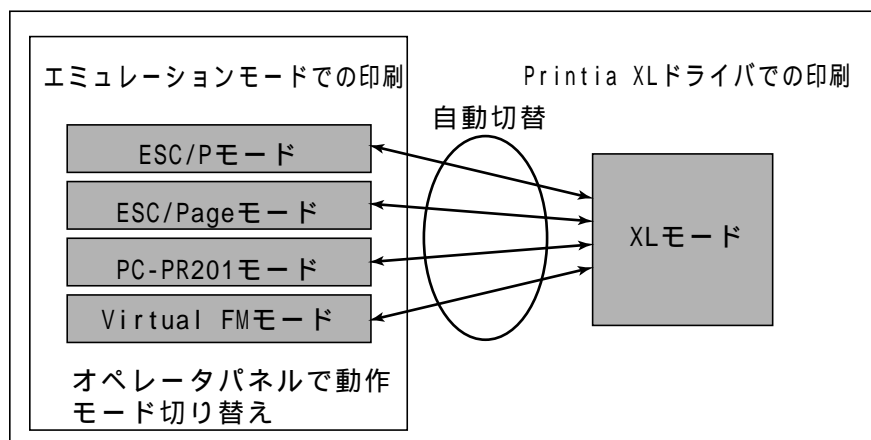 エミュレーションモードでの印刷
Printia XLドライバでの印刷
自動切替
ESC/Pモード
ESC/Pageモード
PC-PR201モード
Virtual FMモード
XLモード
オペレータパネルで動作
モード切り替え